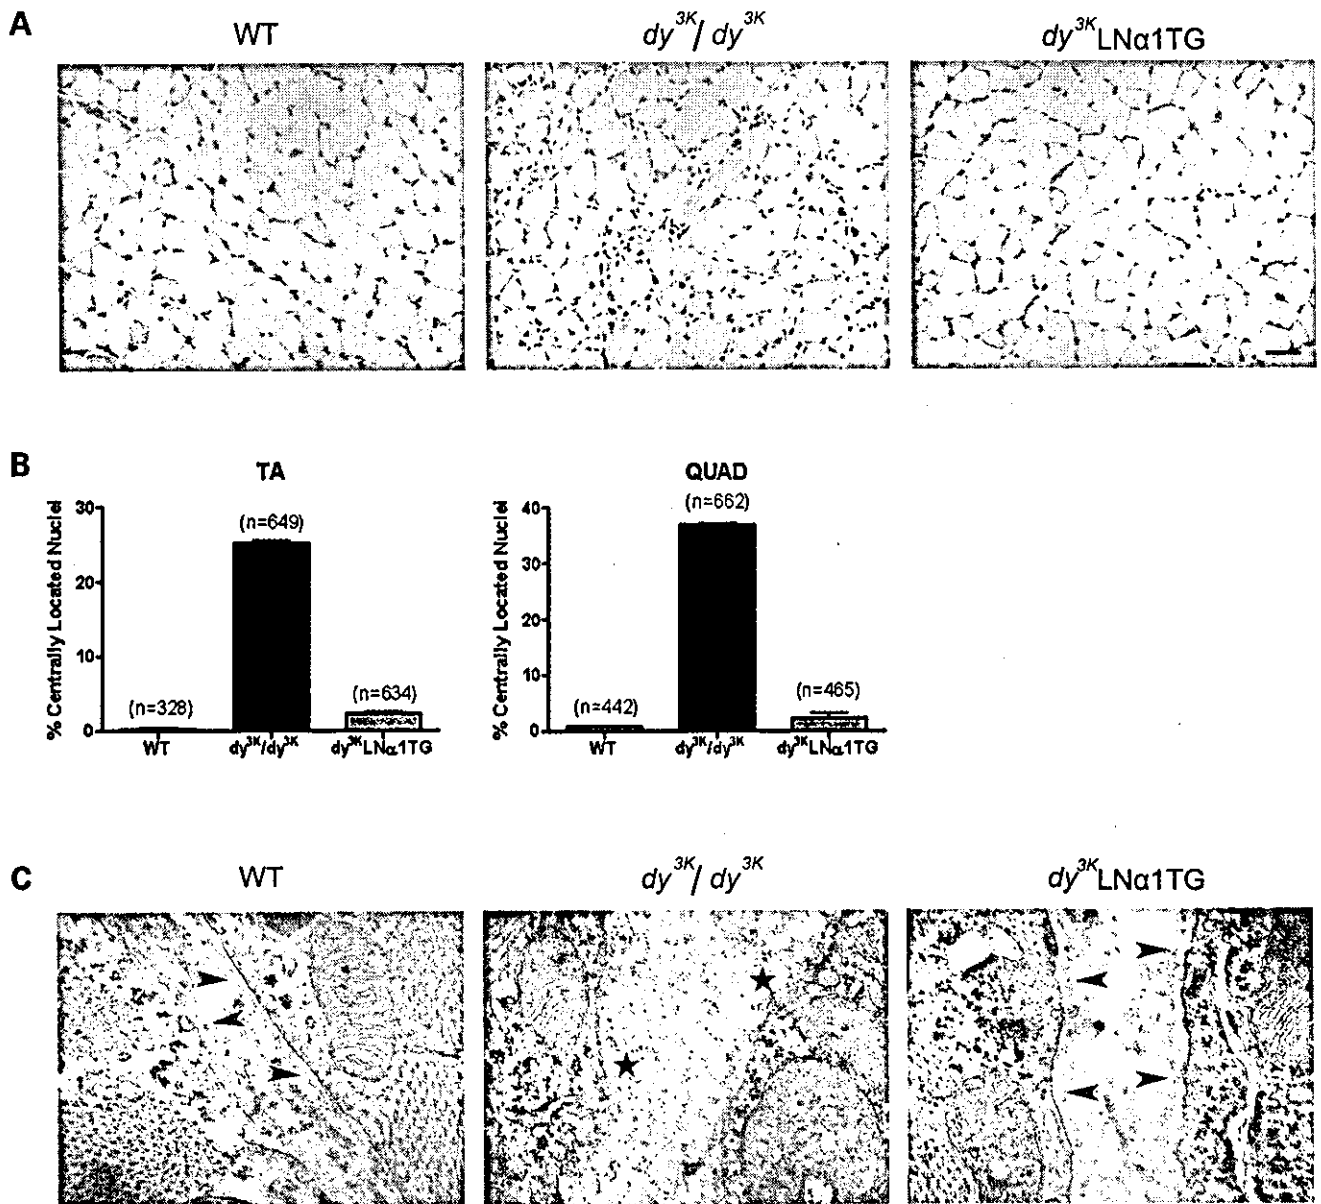 A
WT
dy3K/ dy3K
dy3KLNα1TG
B
TA
QUAD
% Centrally Located Nuclei
30
20
10
0
(n=328)
(n=649)
(n=634)
WT
dy3K/dy3K
dy3KLNα1TG
% Centrally Located Nuclei
40
30
20
10
0
(n=442)
(n=662)
(n=465)
WT
dy3K/dy3K
dy3KLNα1TG
C
WT
dy3K/ dy3K
dy3KLNα1TG